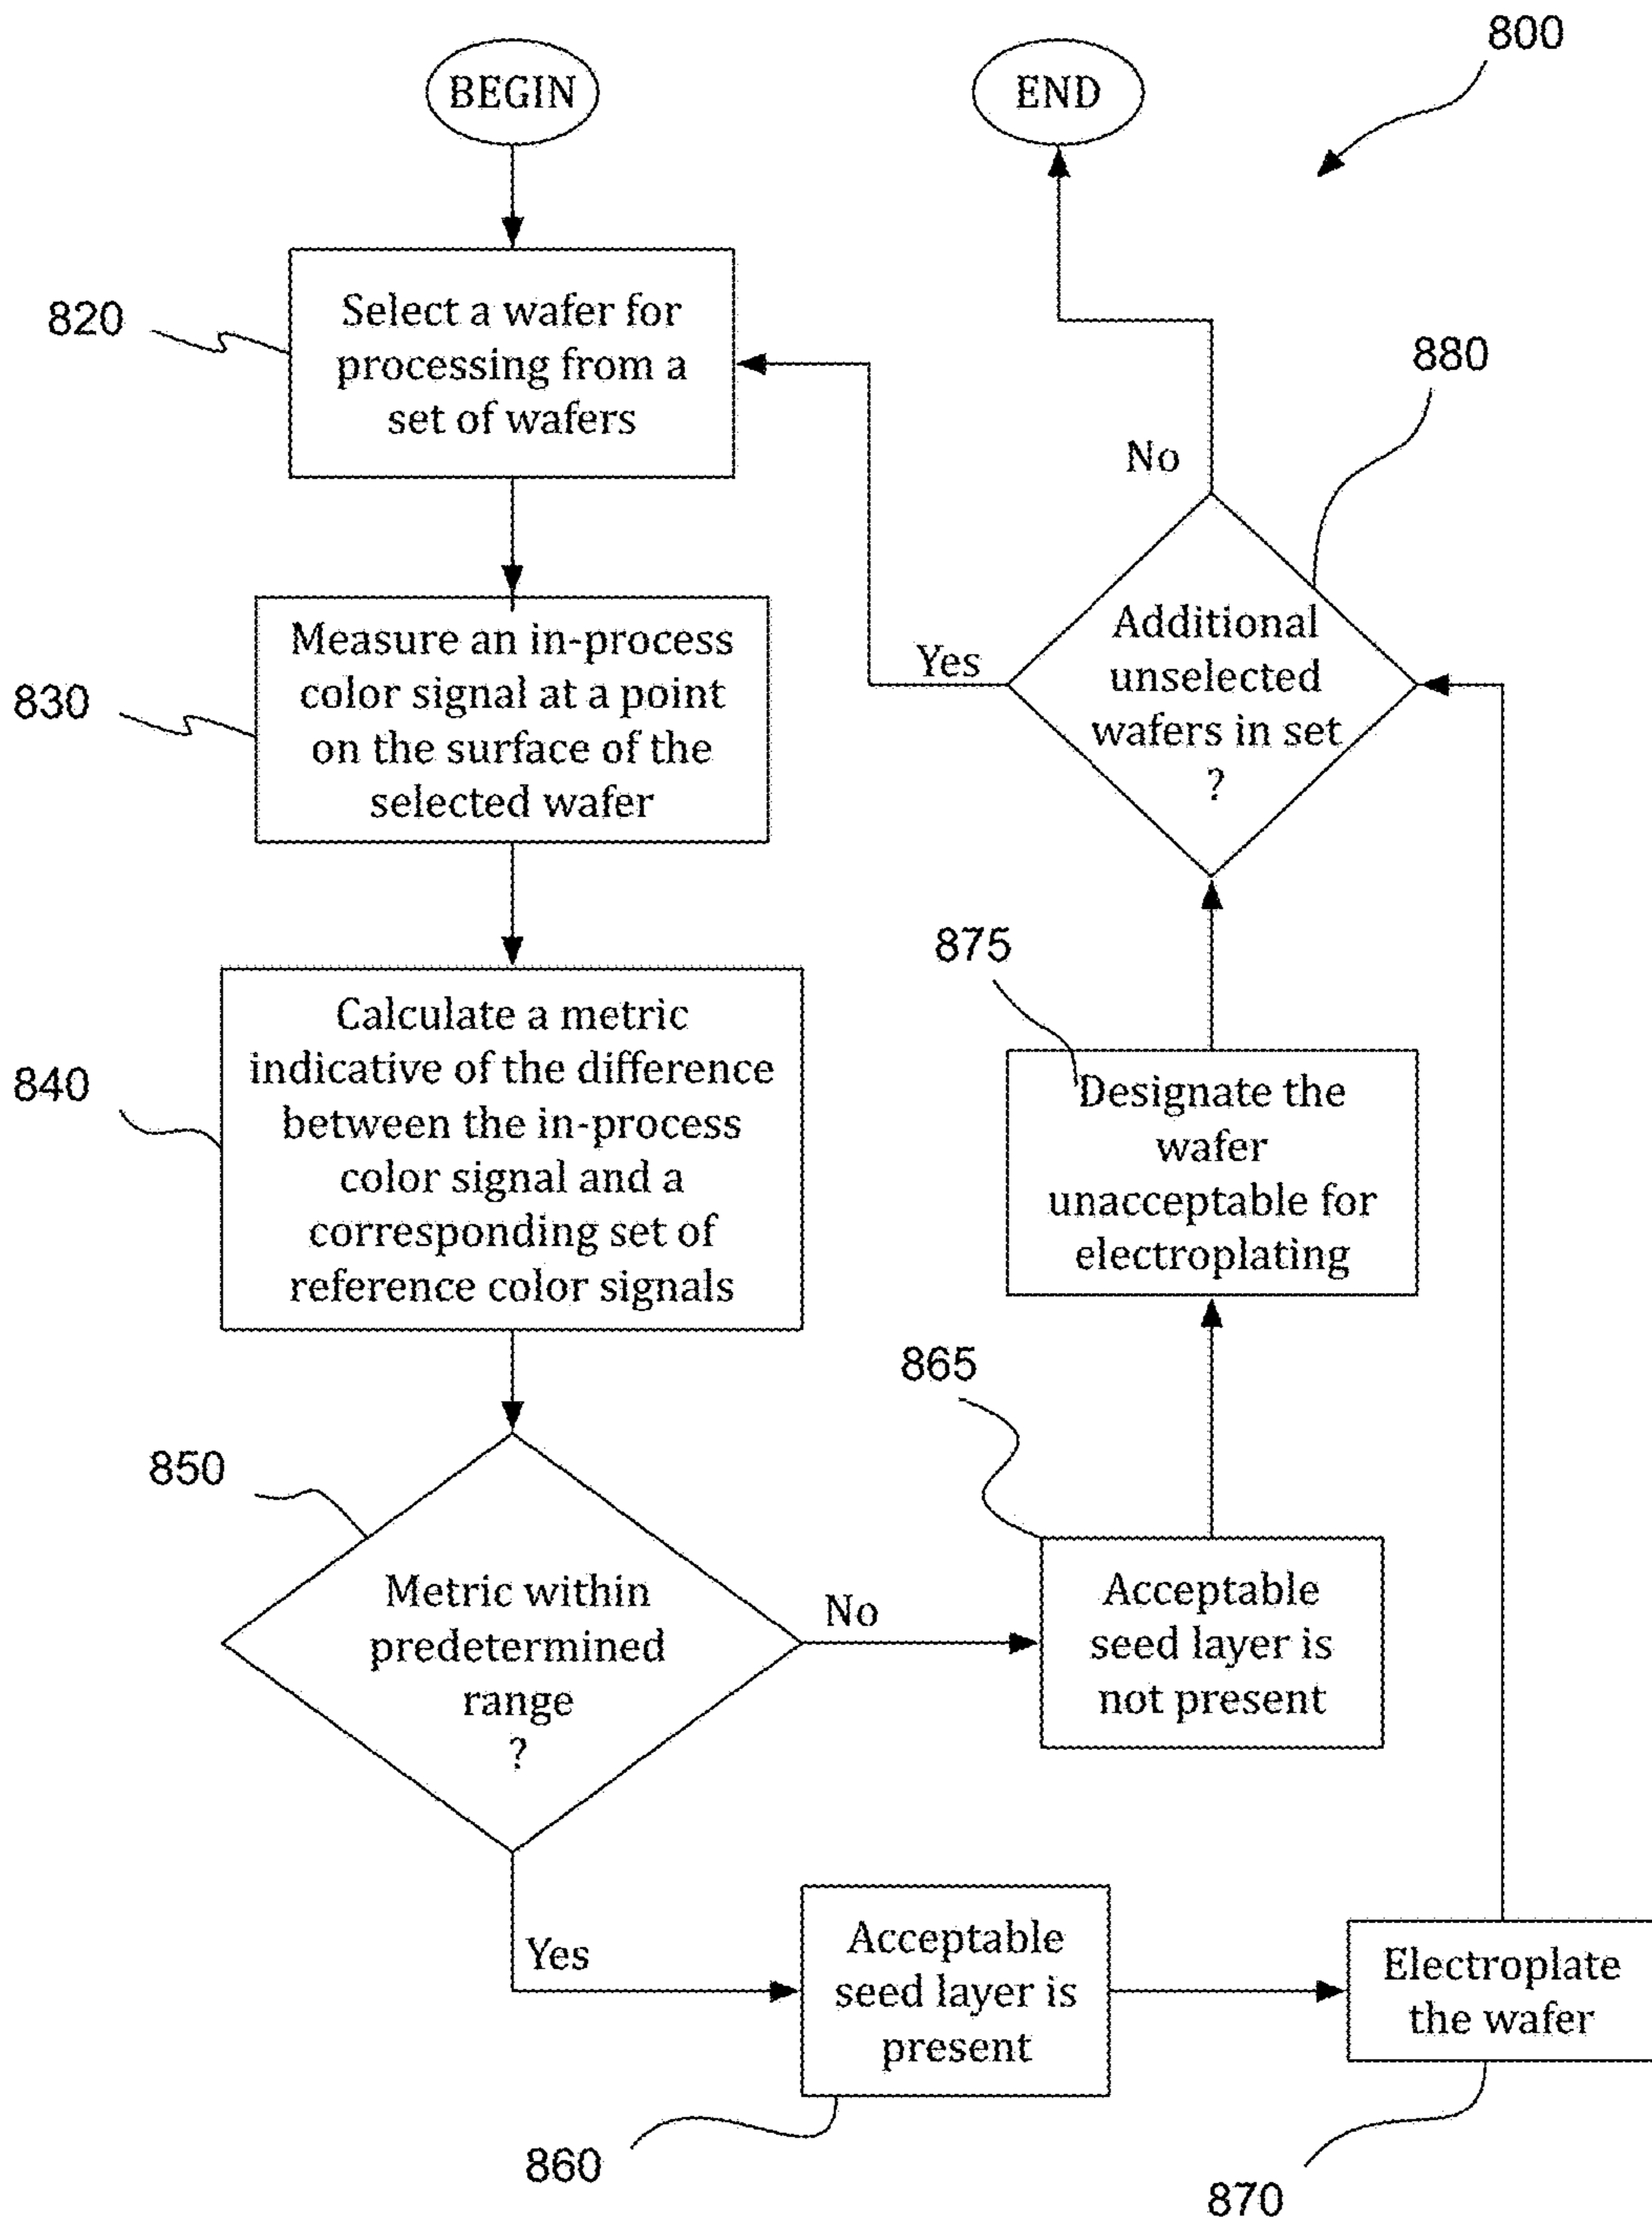 BEGIN
END
800
820
Select a wafer for
processing from a
set of wafers
880
No
830
Measure an in-process
color signal at a point
on the surface of the
selected wafer
Yes
Additional
unselected
wafers in set
?
840
Calculate a metric
indicative of the difference
between the in-process
color signal and a
corresponding set of
reference color signals
875
Designate the
wafer
unacceptable for
electroplating
850
Metric within
predetermined
range
?
No
865
Acceptable
seed layer is
not present
Yes
Acceptable
seed layer is
present
860
Electroplate
the wafer
870